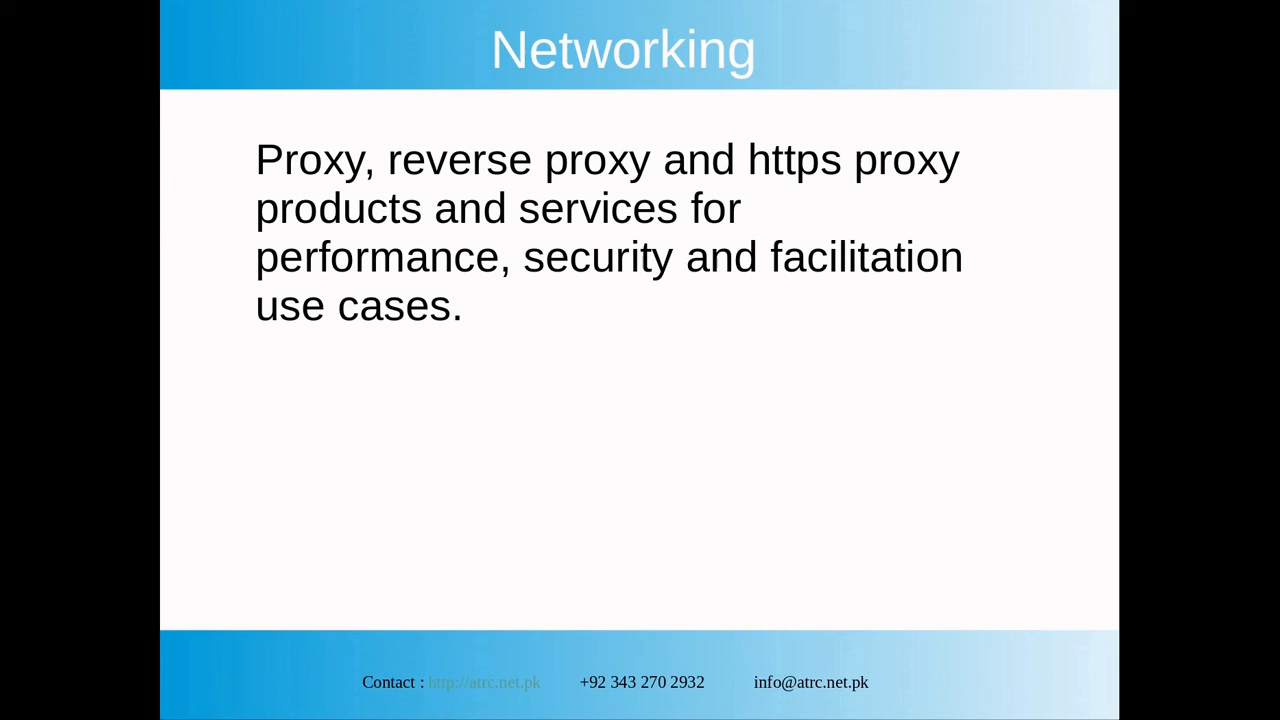 Networking
Proxy, reverse proxy and https proxy
products and services for
performance, security and facilitation
use cases.
Contact : http://atrc.net.pk +92 343 270 2932 info@atrc.net.pk